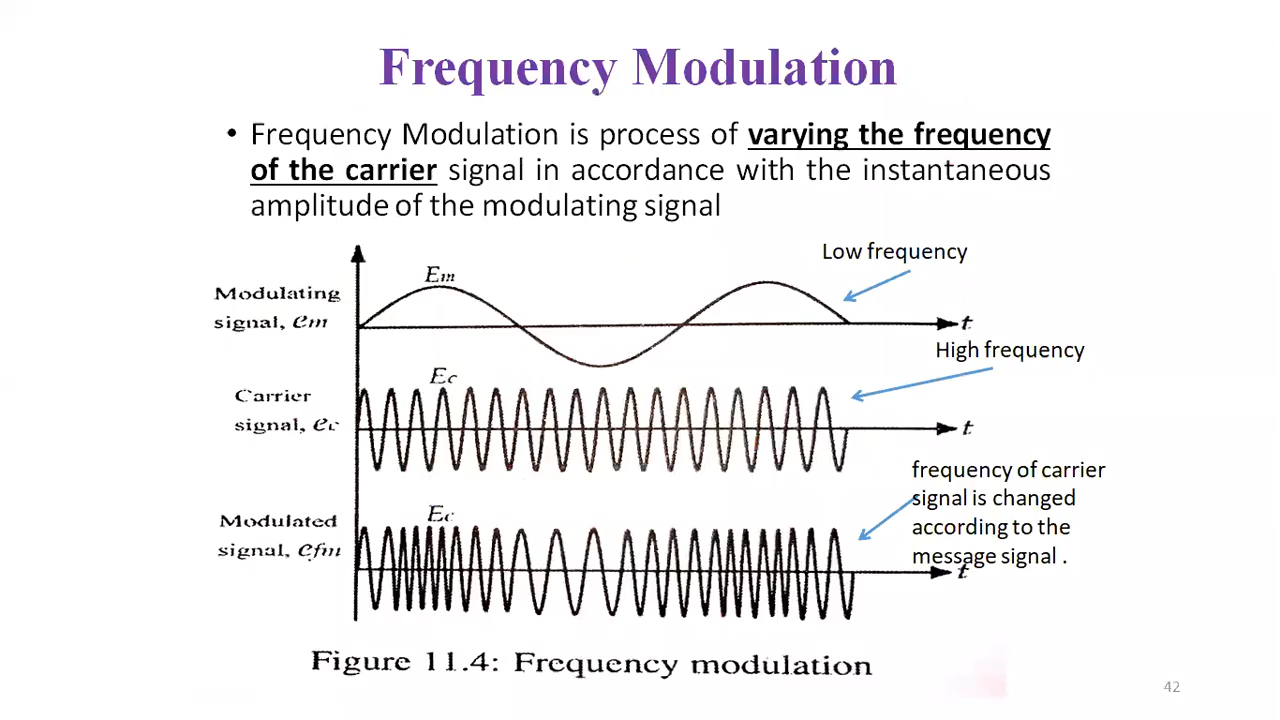 Frequency Modulation
• Frequency Modulation is process of varying the frequency
of the carrier signal in accordance with the instantaneous
amplitude of the modulating signal
Low frequency
Em
Modulating
signal, em
t
High frequency
Ec
Carrier
signal, ec
t
frequency of carrier
signal is changed
according to the
message signal .
Ec
Modulated
signal, efm
t
Figure 11.4: Frequency modulation
42